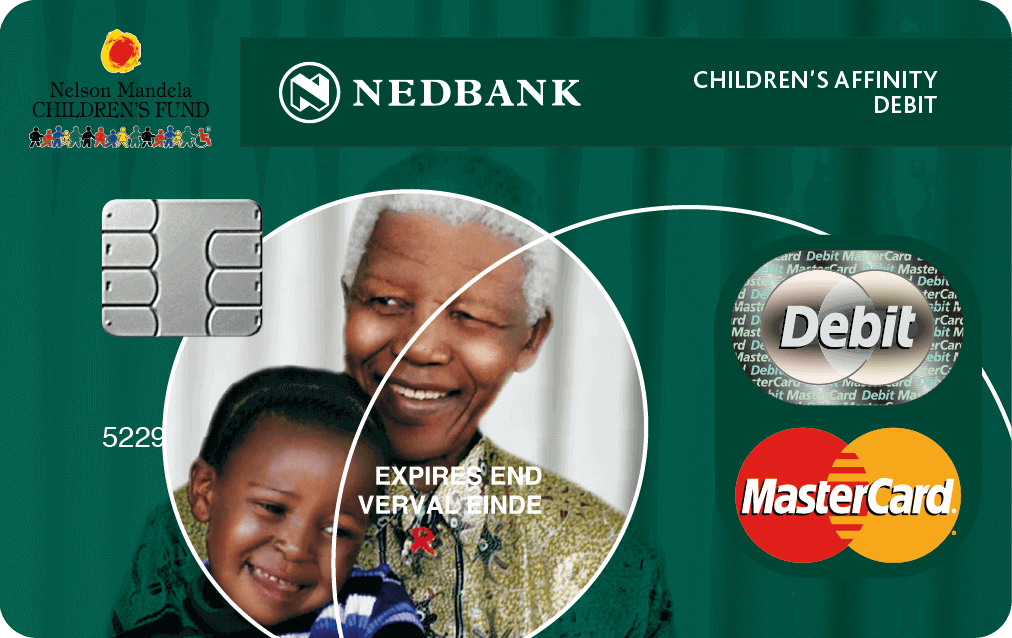 Nelson Mandela
CHILDREN'S FUND
NEDBANK
CHILDREN'S AFFINITY
DEBIT
Debit MasterCard
Debit
5229
EXPIRES END
VERVAL EINDE
MasterCard